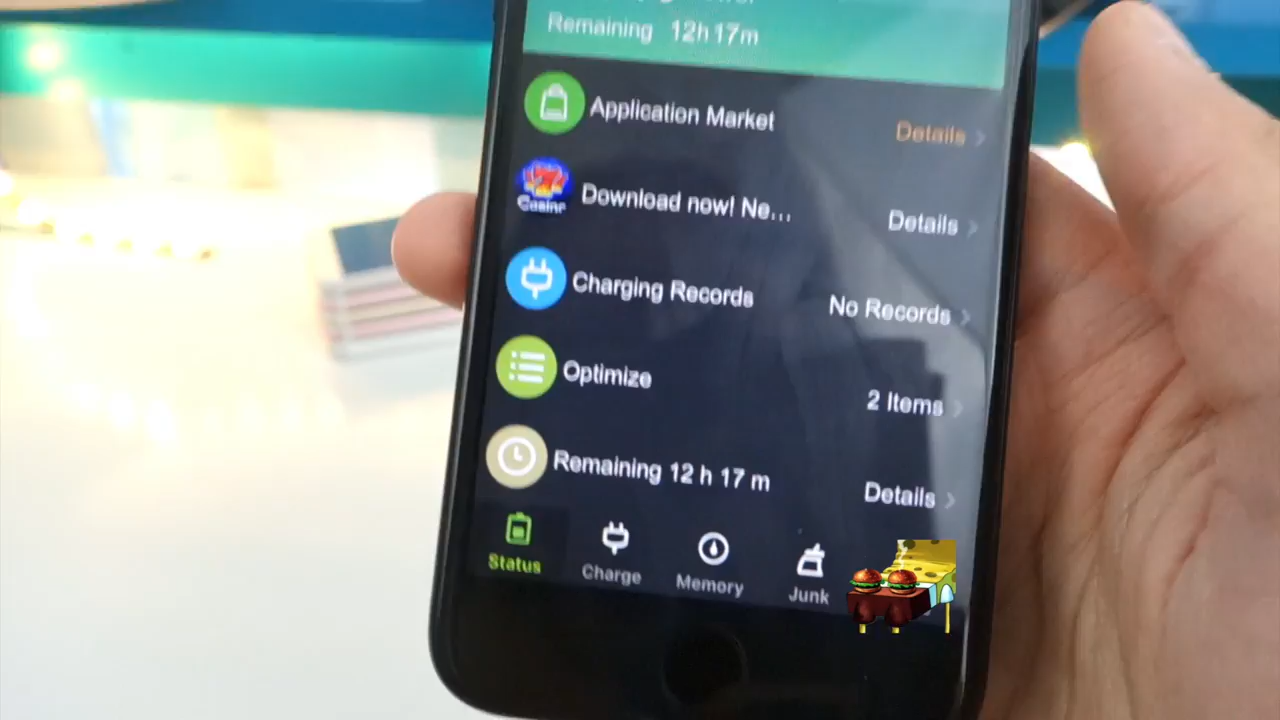 Remaining 12h 17m
Application Market Details
Casino
Download now! Ne... Details
Charging Records No Records
Optimize 2 Items
Remaining 12 h 17 m Details
Status Charge Memory Junk